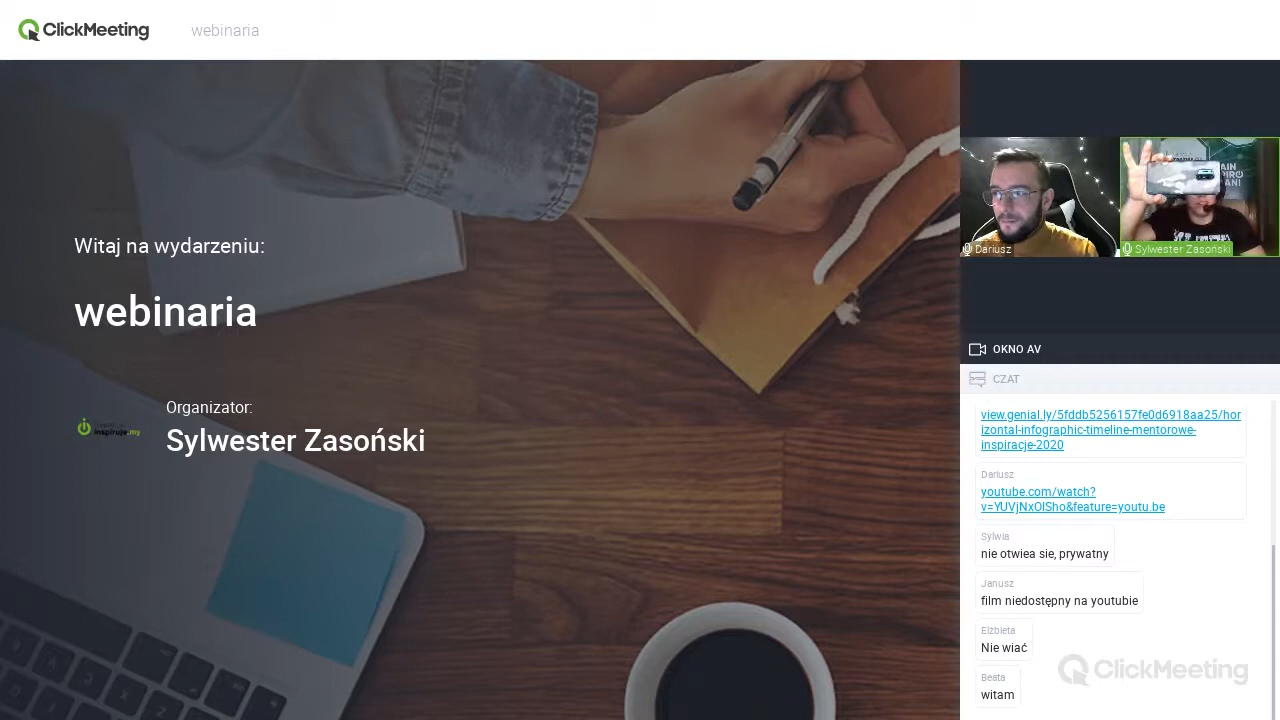 ClickMeeting
webinaria
Witaj na wydarzeniu:
webinaria
Organizator:
inspiruje.my
Sylwester Zasoński
Dariusz
Sylwester Zasoński
OKNO AV
CZAT
view.genial.ly/5fddb5256157fe0d6918aa25/hor
izontal-infographic-timeline-mentorowe-
inspiracje-2020
Dariusz
youtube.com/watch?
v=YUVjNxOlSho&feature=youtu.be
Sylwia
nie otwiea sie, prywatny
Janusz
film niedostępny na youtubie
Elżbieta
Nie wiać
Beata
witam
ClickMeeting